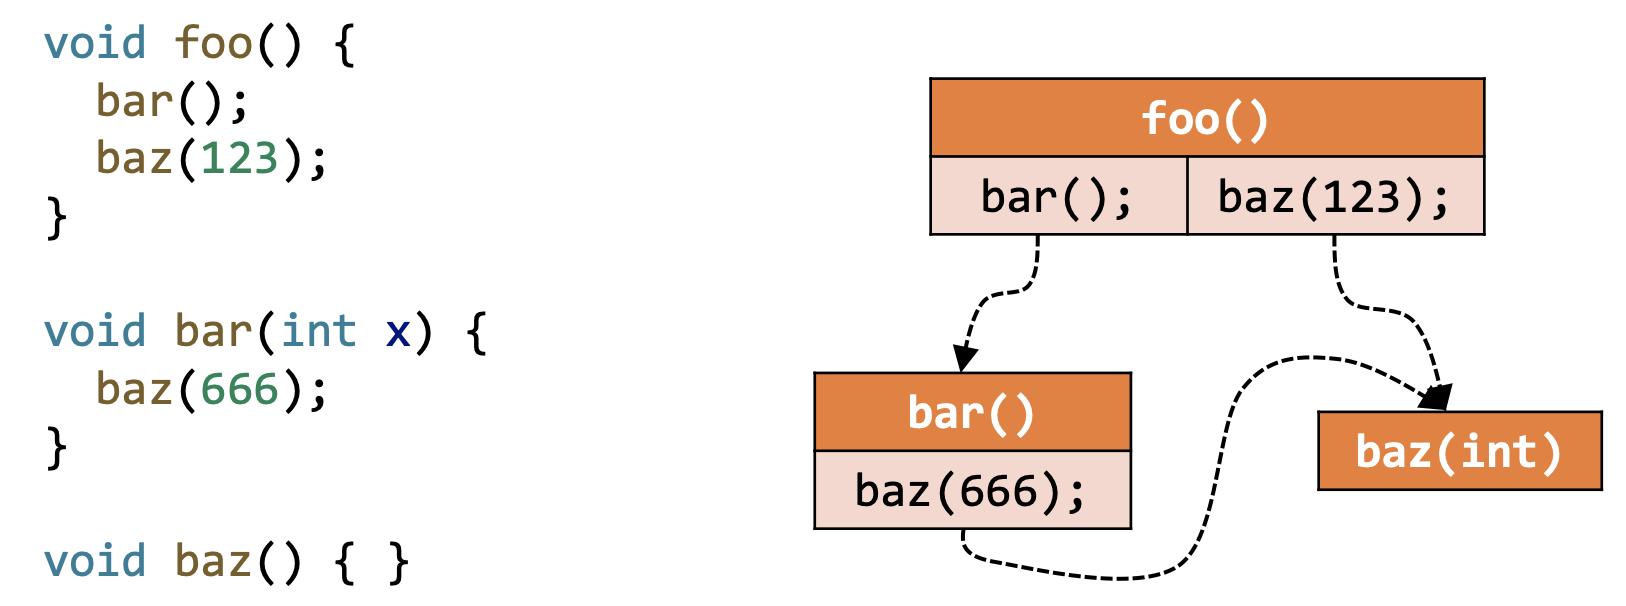 void foo() {
  bar();
  baz(123);
}
void bar(int x) {
  baz(666);
}
void baz() { }
foo()
bar(); baz(123);
bar()
baz(666);
baz(int)